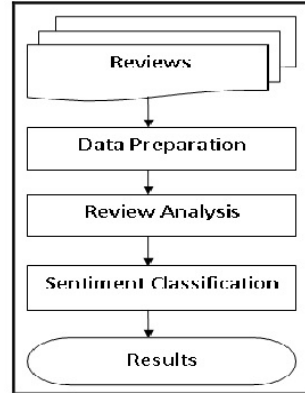 Reviews
Data Preparation
Review Analysis
Sentiment Classification
Results